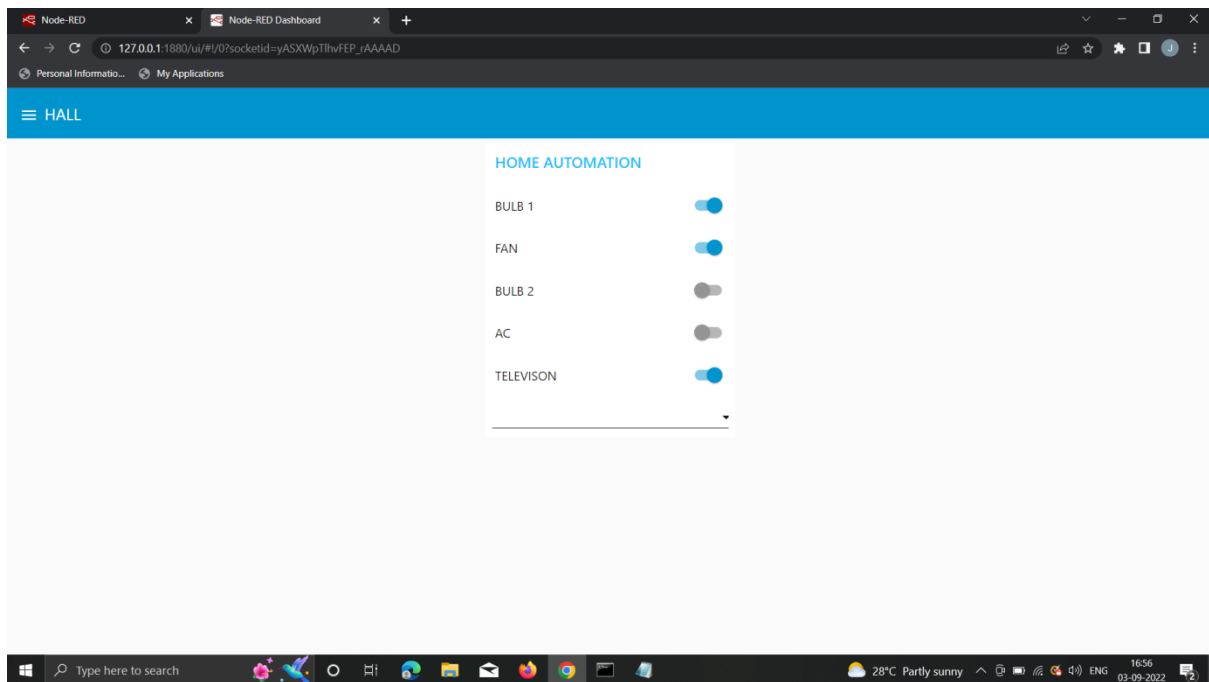 Node-RED
Node-RED Dashboard
127.0.0.1:1880/ui/#!/0?socketid=yASXWpTlhvFEP_rAAAAD
J
Personal Informatio... My Applications
HALL
HOME AUTOMATION
BULB 1
FAN
BULB 2
AC
TELEVISON
Type here to search
28°C Partly sunny
ENG
16:56
03-09-2022
2